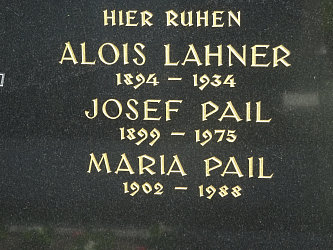 HIER RUHEN
ALOIS LAHNER
1894 – 1934
JOSEF PAIL
1899 – 1975
MARIA PAIL
1902 – 1988